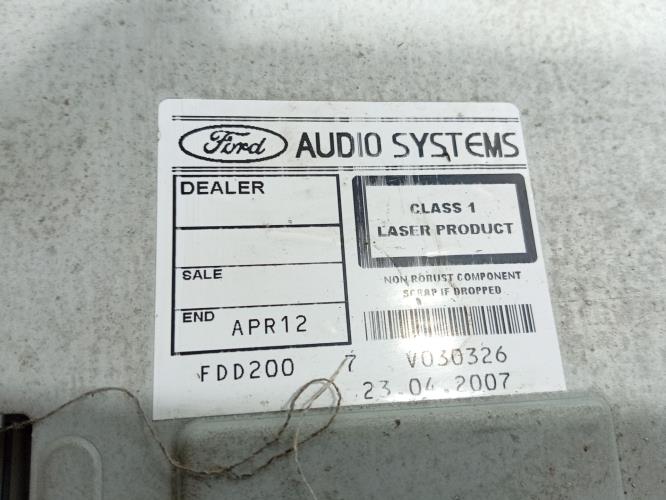 Ford AUDIO SYSTEMS
DEALER
CLASS 1
LASER PRODUCT
SALE
NON ROBUST COMPONENT
SCRAP IF DROPPED
END APR12
FDD200 7 V030326
23.04.2007